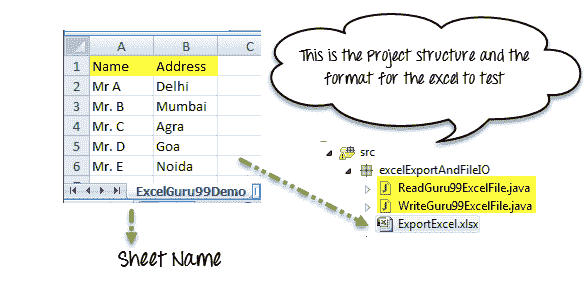 A B C
1 Name Address
2 Mr A Delhi
3 Mr. B Mumbai
4 Mr. C Agra
5 Mr. D Goa
6 Mr. E Noida
ExcelGuru99Demo
Sheet Name
This is the Project structure and the
format for the excel to test
src
excelExportAndFileIO
ReadGuru99ExcelFile.java
WriteGuru99ExcelFile.java
ExportExcel.xlsx